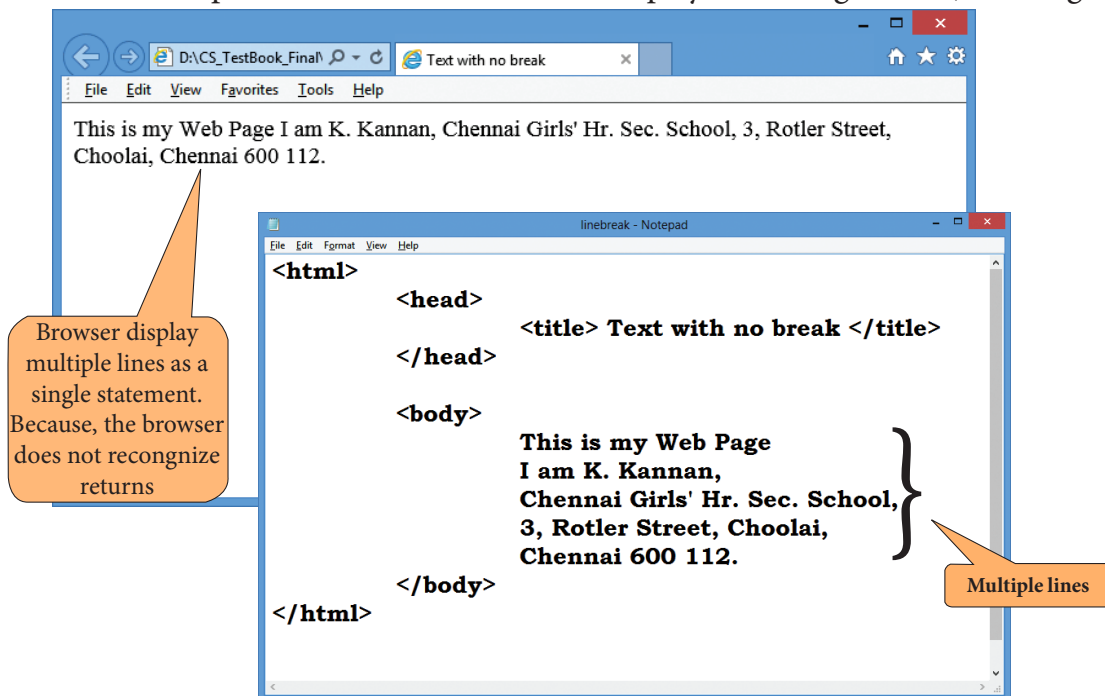 D:\CS_TestBook_Final\
Text with no break
File Edit View Favorites Tools Help
This is my Web Page I am K. Kannan, Chennai Girls' Hr. Sec. School, 3, Rotler Street,
Choolai, Chennai 600 112.
Browser display
multiple lines as a
single statement.
Because, the browser
does not recongnize
returns
linebreak - Notepad
File Edit Format View Help
<html>
<head>
<title> Text with no break </title>
</head>
<body>
This is my Web Page
I am K. Kannan,
Chennai Girls' Hr. Sec. School,
3, Rotler Street, Choolai,
Chennai 600 112.
</body>
</html>
Multiple lines